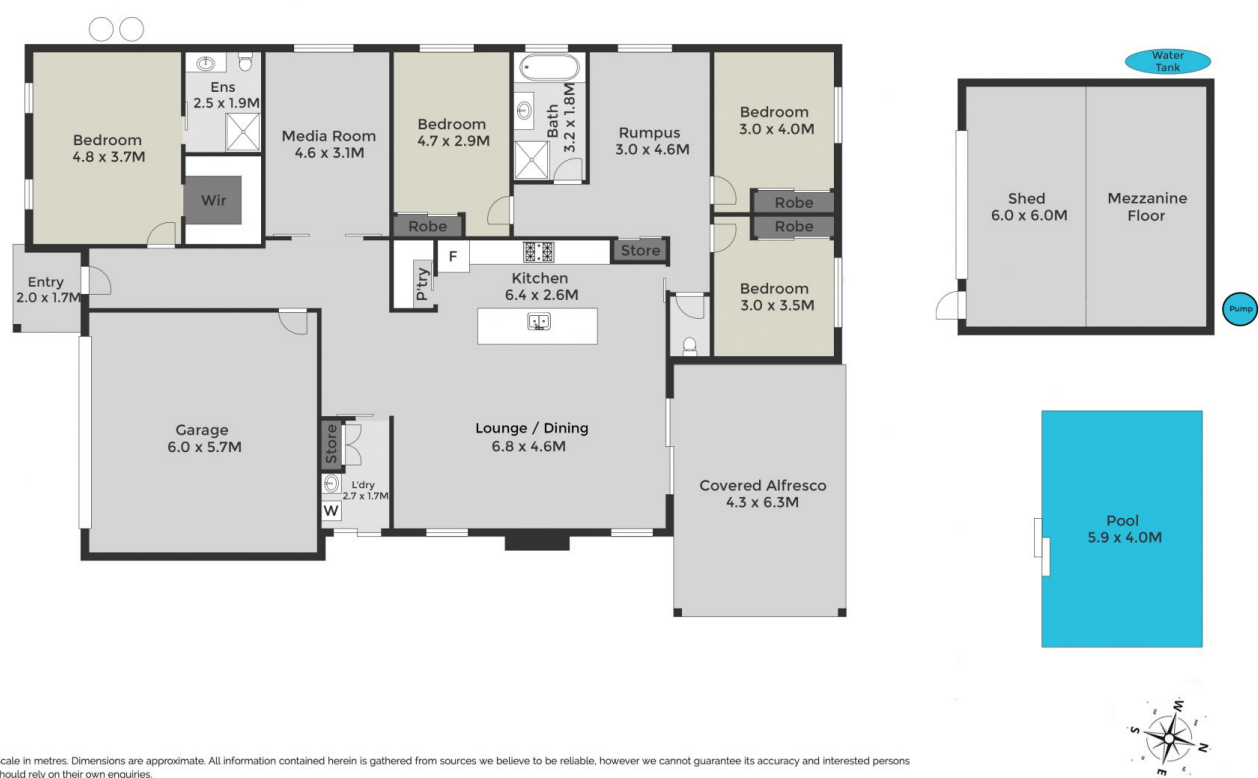 Water
Tank
Bedroom
4.8 x 3.7M
Ens
2.5 x 1.9M
Wir
Media Room
4.6 x 3.1M
Bedroom
4.7 x 2.9M
Robe
Bath
3.2 x 1.8M
Rumpus
3.0 x 4.6M
Bedroom
3.0 x 4.0M
Robe
Robe
Bedroom
3.0 x 3.5M
Shed
6.0 x 6.0M
Mezzanine
Floor
Pump
Entry
2.0 x 1.7M
P'try
F
Kitchen
6.4 x 2.6M
Store
Garage
6.0 x 5.7M
Store
L'dry
2.7 x 1.7M
W
Lounge / Dining
6.8 x 4.6M
Covered Alfresco
4.3 x 6.3M
Pool
5.9 x 4.0M
W
S
N
E
cale in metres. Dimensions are approximate. All information contained herein is gathered from sources we believe to be reliable, however we cannot guarantee its accuracy and interested persons
hould rely on their own enquiries.